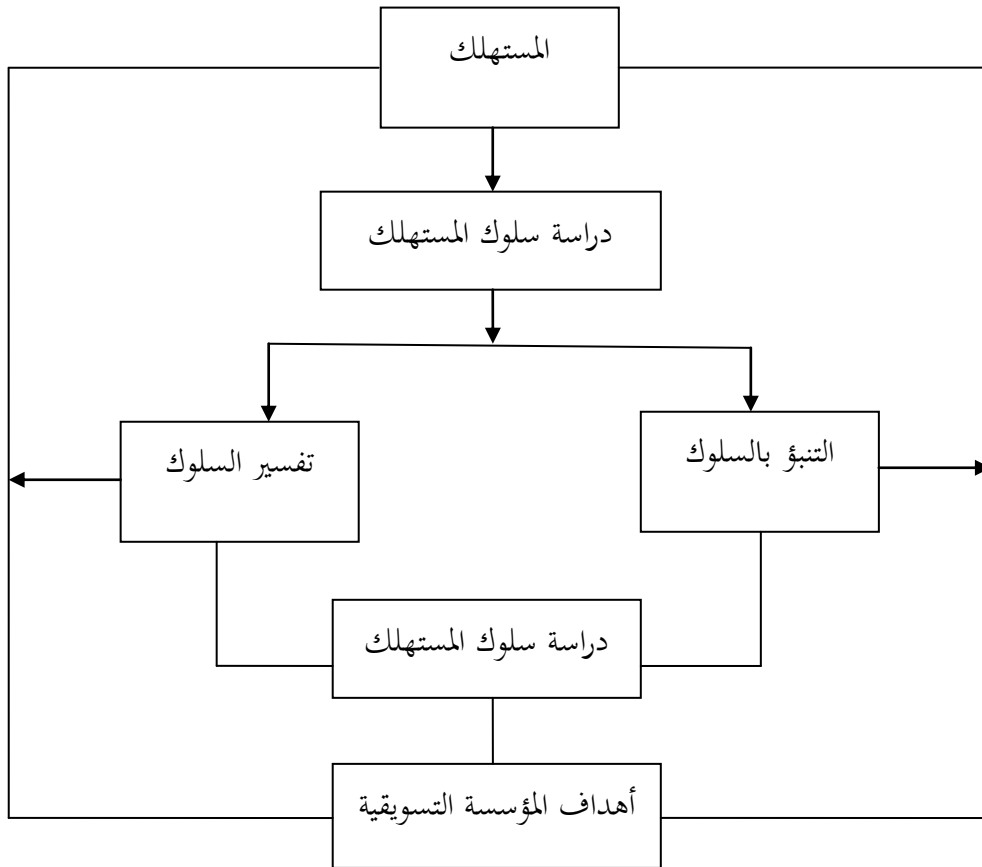 المستهلك
دراسة سلوك المستهلك
التنبؤ بالسلوك
تفسير السلوك
دراسة سلوك المستهلك
أهداف المؤسسة التسويقية